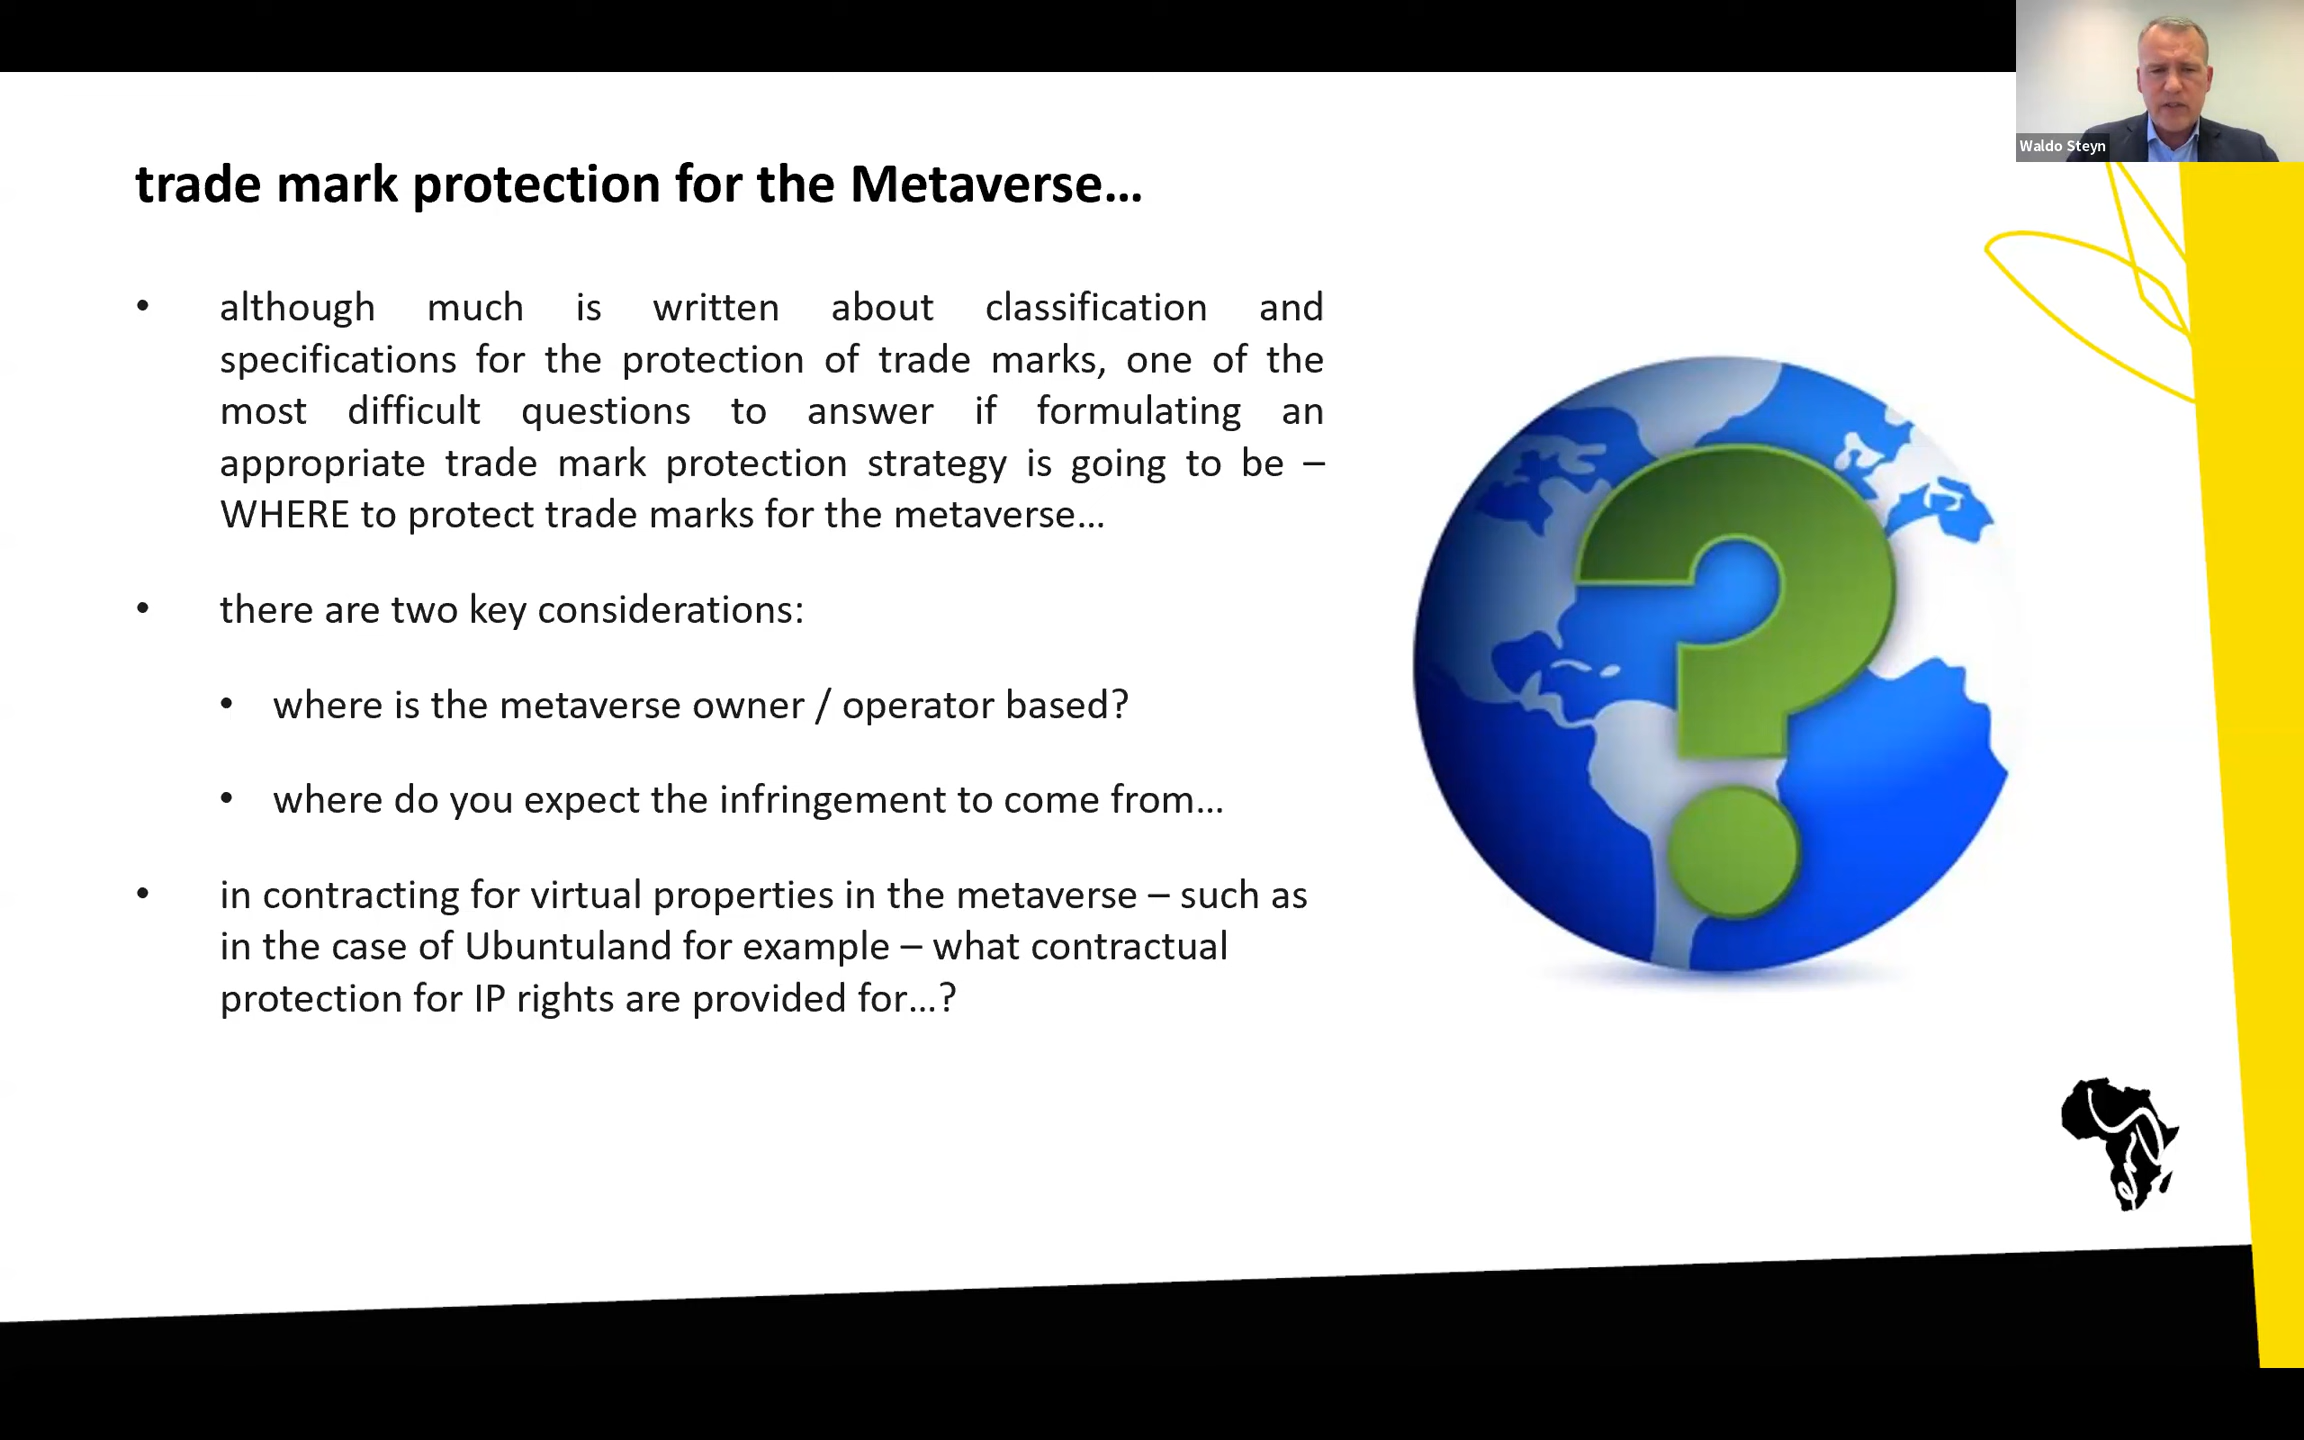 Waldo Steyn
trade mark protection for the Metaverse...
• although much is written about classification and
specifications for the protection of trade marks, one of the
most difficult questions to answer if formulating an
appropriate trade mark protection strategy is going to be –
WHERE to protect trade marks for the metaverse...
• there are two key considerations:
• where is the metaverse owner / operator based?
• where do you expect the infringement to come from...
• in contracting for virtual properties in the metaverse – such as
in the case of Ubuntuland for example – what contractual
protection for IP rights are provided for...?
?